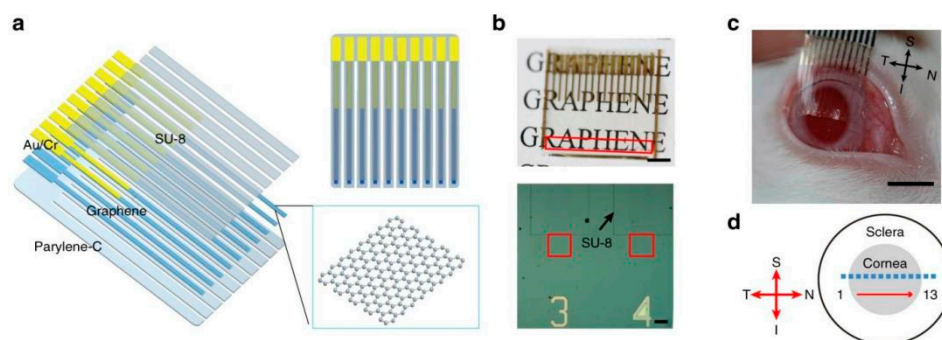 a
Au/Cr
SU-8
Graphene
Parylene-C
b
GRAPHENE
GRAPHENE
GRAPHENE
SU-8
3
4
c
S
T
N
I
d
Sclera
Cornea
S
T
N
I
1
13